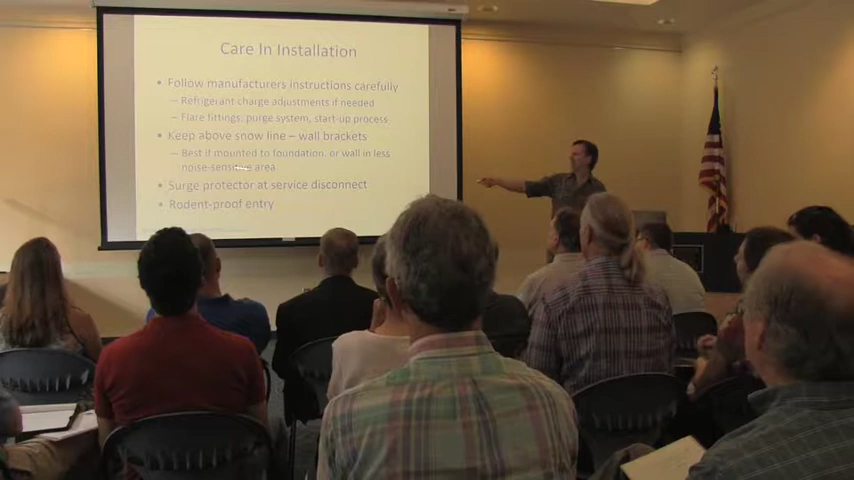 Care In Installation
• Follow manufacturers instructions carefully
– Refrigerant charge adjustments if needed
– Flare fittings: purge system, start-up process
• Keep above snow line – wall brackets
– Best if mounted to foundation, or wall in less
noise-sensitive area
• Surge protector at service disconnect
• Rodent-proof entry